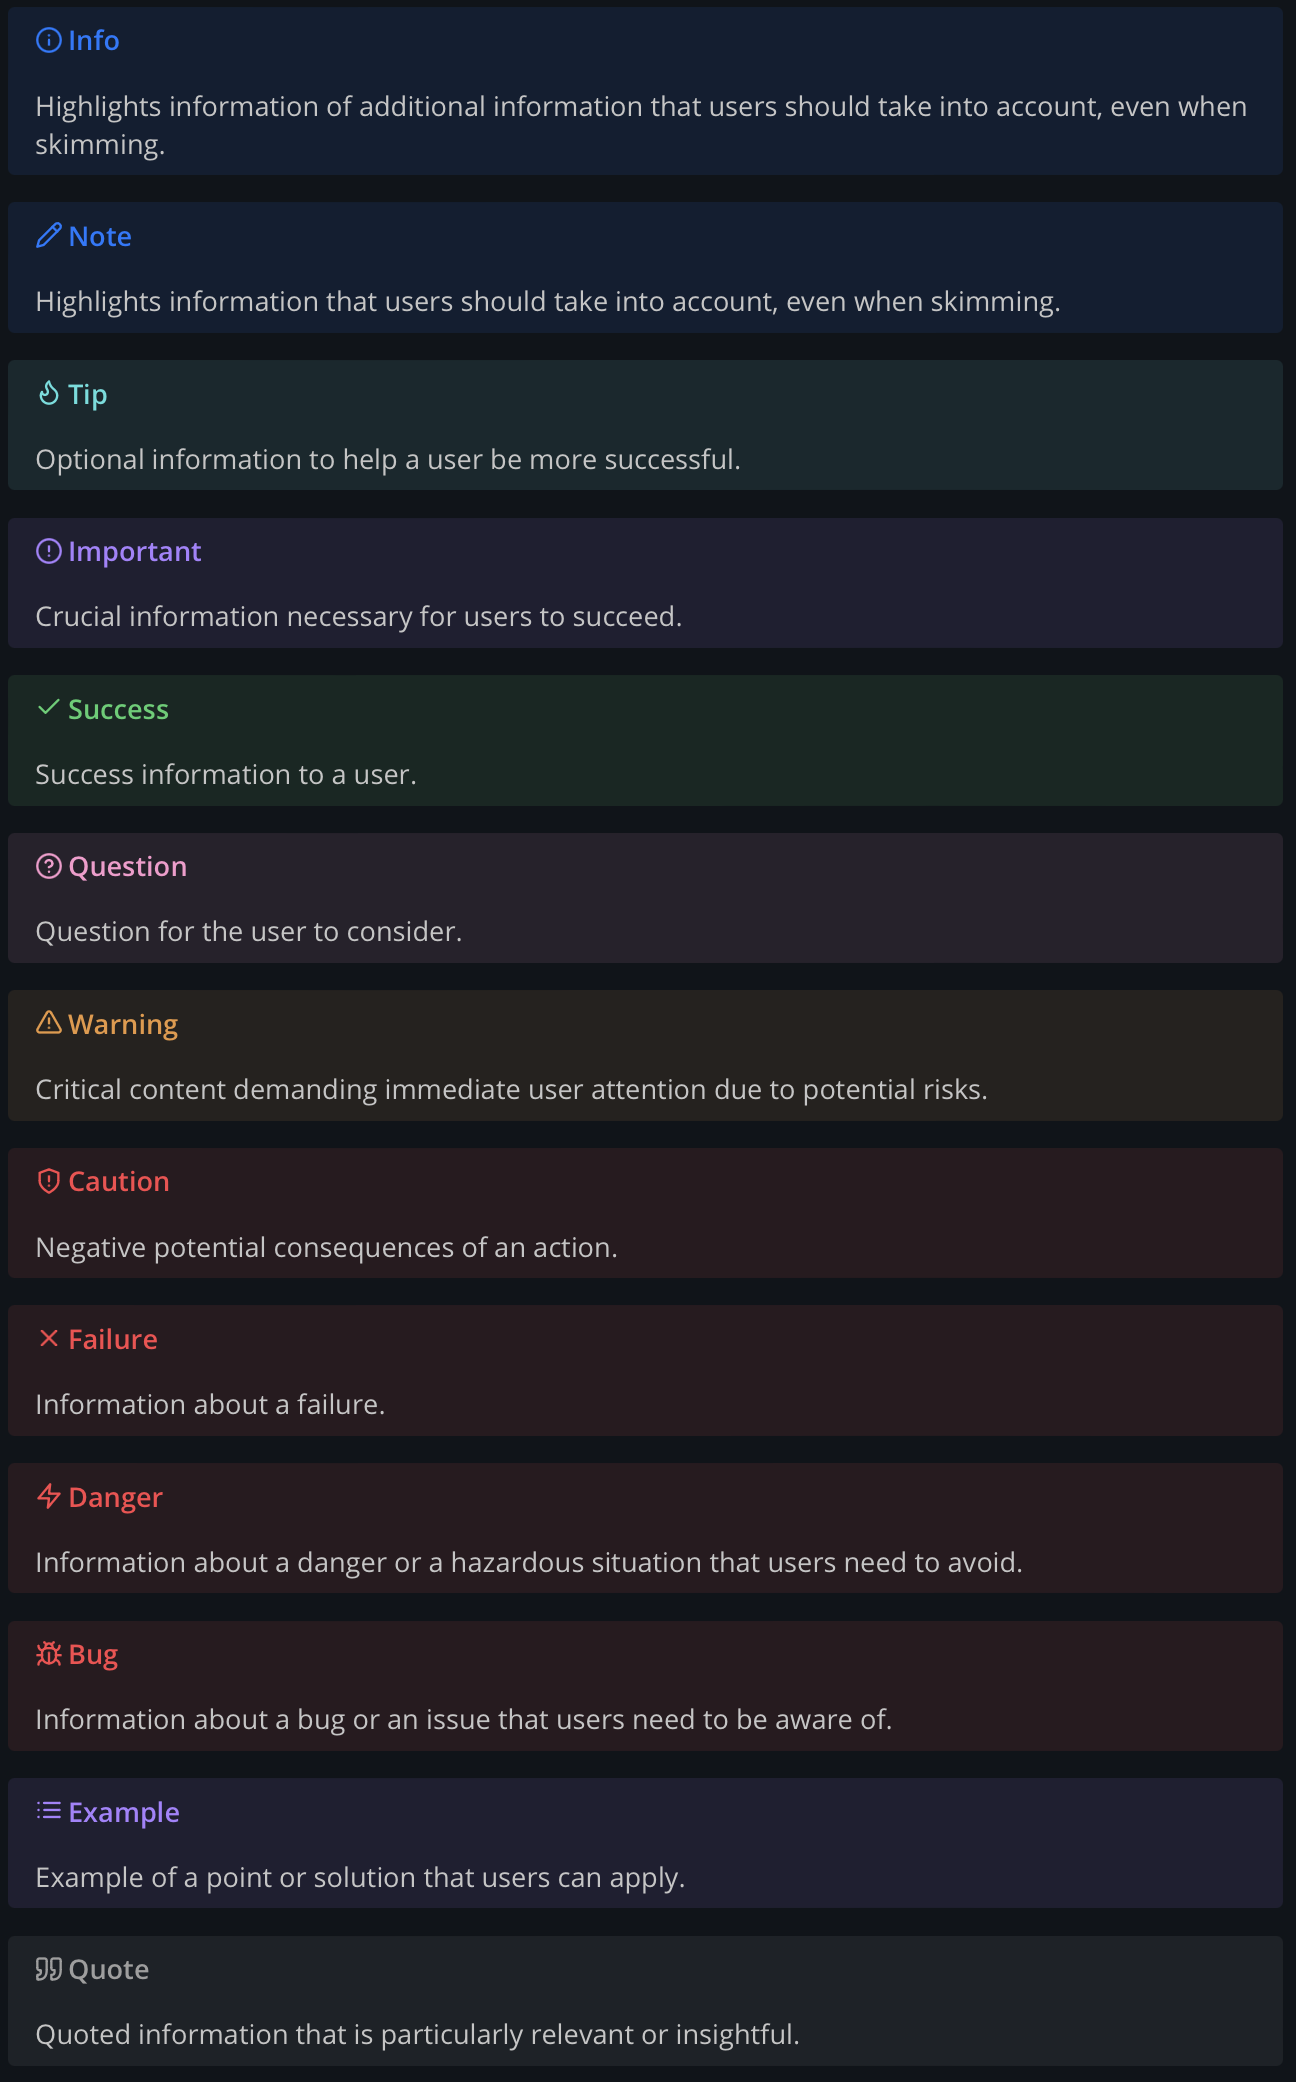 Info
Highlights information of additional information that users should take into account, even when
skimming.
Note
Highlights information that users should take into account, even when skimming.
Tip
Optional information to help a user be more successful.
Important
Crucial information necessary for users to succeed.
Success
Success information to a user.
Question
Question for the user to consider.
Warning
Critical content demanding immediate user attention due to potential risks.
Caution
Negative potential consequences of an action.
Failure
Information about a failure.
Danger
Information about a danger or a hazardous situation that users need to avoid.
Bug
Information about a bug or an issue that users need to be aware of.
Example
Example of a point or solution that users can apply.
Quote
Quoted information that is particularly relevant or insightful.